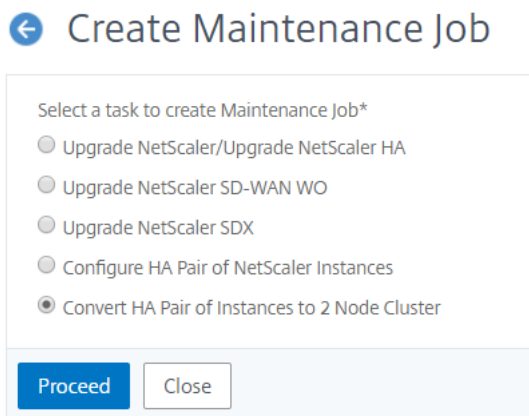 Create Maintenance Job
Select a task to create Maintenance Job*
Upgrade NetScaler/Upgrade NetScaler HA
Upgrade NetScaler SD-WAN WO
Upgrade NetScaler SDX
Configure HA Pair of NetScaler Instances
Convert HA Pair of Instances to 2 Node Cluster
Proceed Close